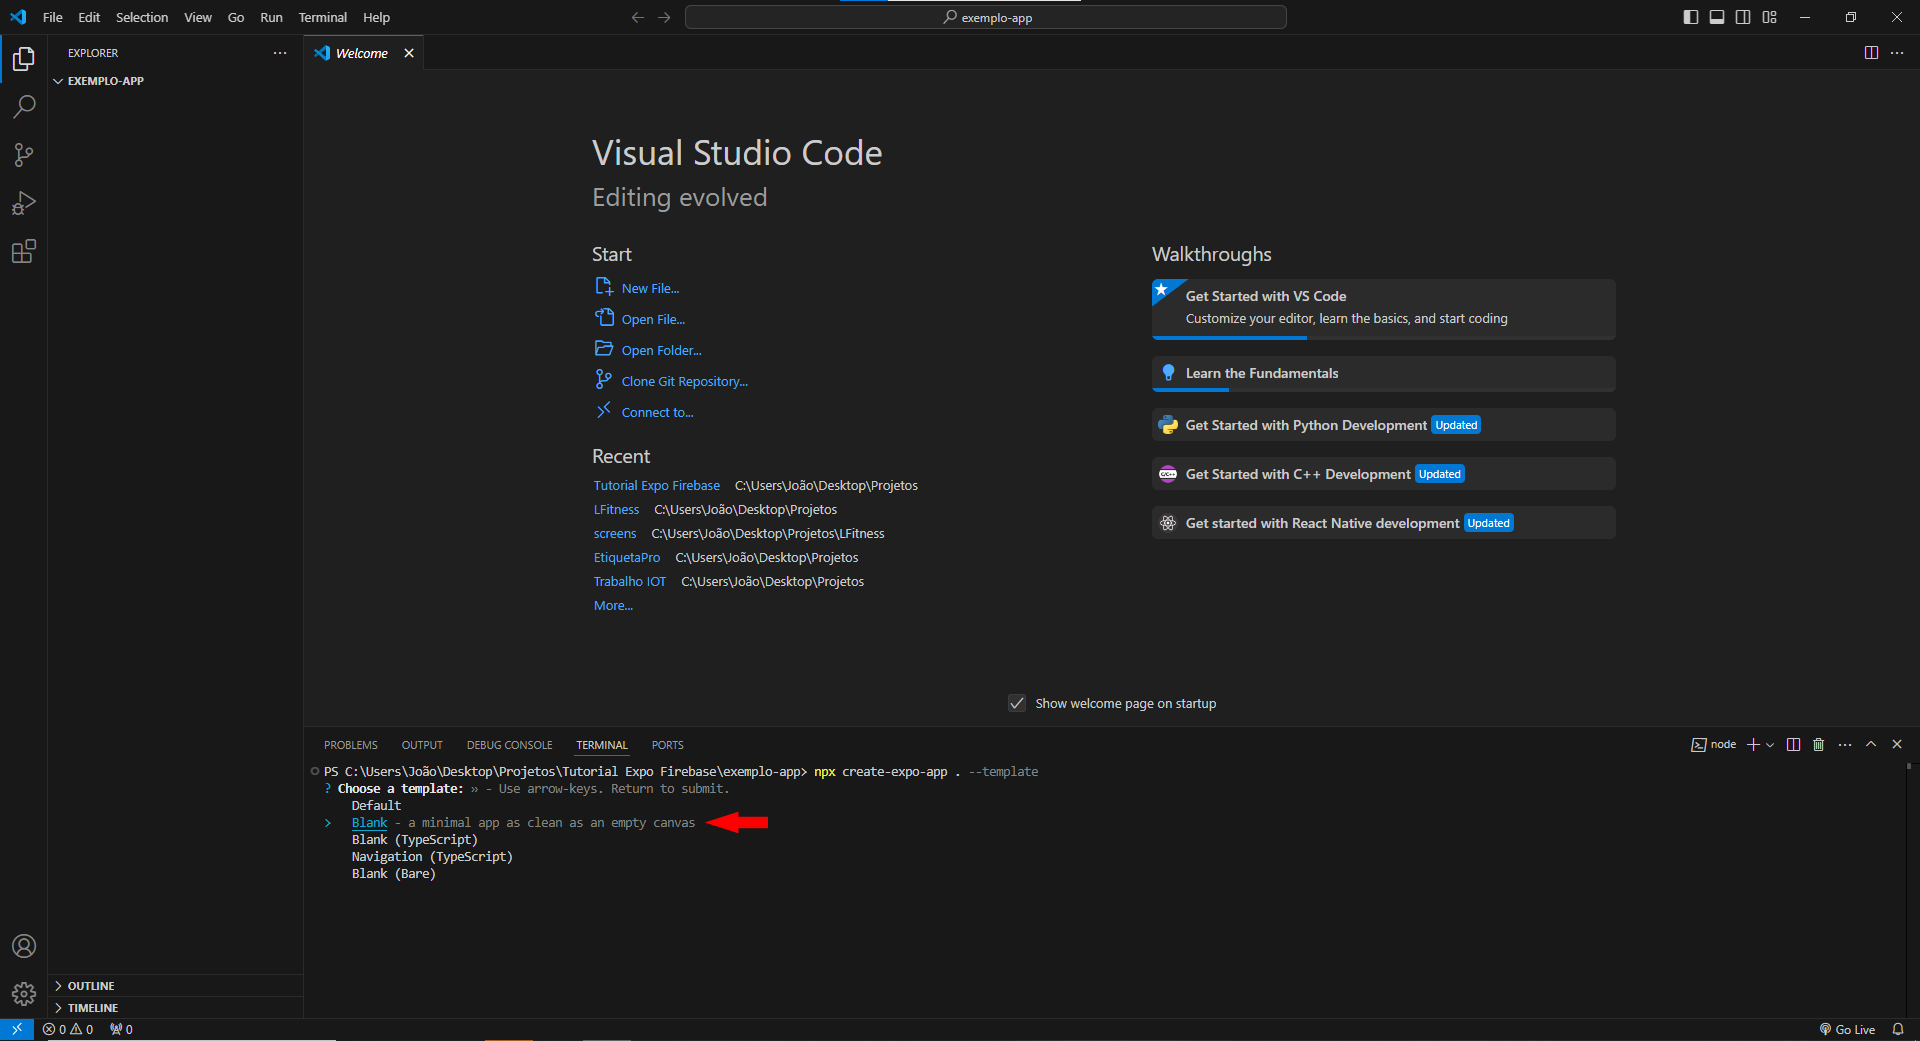 File Edit Selection View Go Run Terminal Help
exemplo-app
EXPLORER
EXEMPLO-APP
Welcome
Visual Studio Code
Editing evolved
Start
New File...
Open File...
Open Folder...
Clone Git Repository...
Connect to...
Recent
Tutorial Expo Firebase C:\Users\João\Desktop\Projetos
LFitness C:\Users\João\Desktop\Projetos
screens C:\Users\João\Desktop\Projetos\LFitness
EtiquetaPro C:\Users\João\Desktop\Projetos
Trabalho IOT C:\Users\João\Desktop\Projetos
More...
Walkthroughs
Get Started with VS Code
Customize your editor, learn the basics, and start coding
Learn the Fundamentals
Get Started with Python Development Updated
C/C++ Get Started with C++ Development Updated
Get started with React Native development Updated
Show welcome page on startup
PROBLEMS OUTPUT DEBUG CONSOLE TERMINAL PORTS
node
PS C:\Users\João\Desktop\Projetos\Tutorial Expo Firebase\exemplo-app> npx create-expo-app . --template
? Choose a template: » - Use arrow-keys. Return to submit.
Default
> Blank - a minimal app as clean as an empty canvas
Blank (TypeScript)
Navigation (TypeScript)
Blank (Bare)
OUTLINE
TIMELINE
0 0 0
Go Live